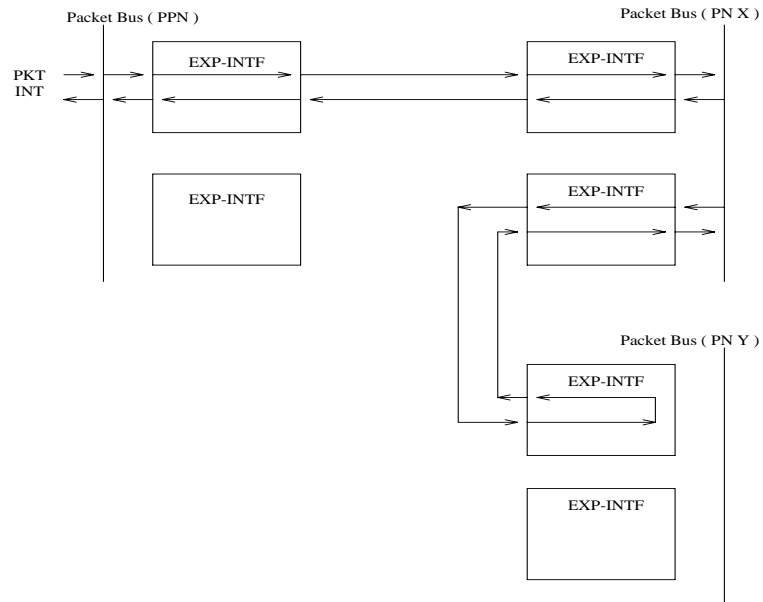 Packet Bus ( PPN )
Packet Bus ( PN X )
EXP-INTF
EXP-INTF
PKT
INT
EXP-INTF
EXP-INTF
Packet Bus ( PN Y )
EXP-INTF
EXP-INTF